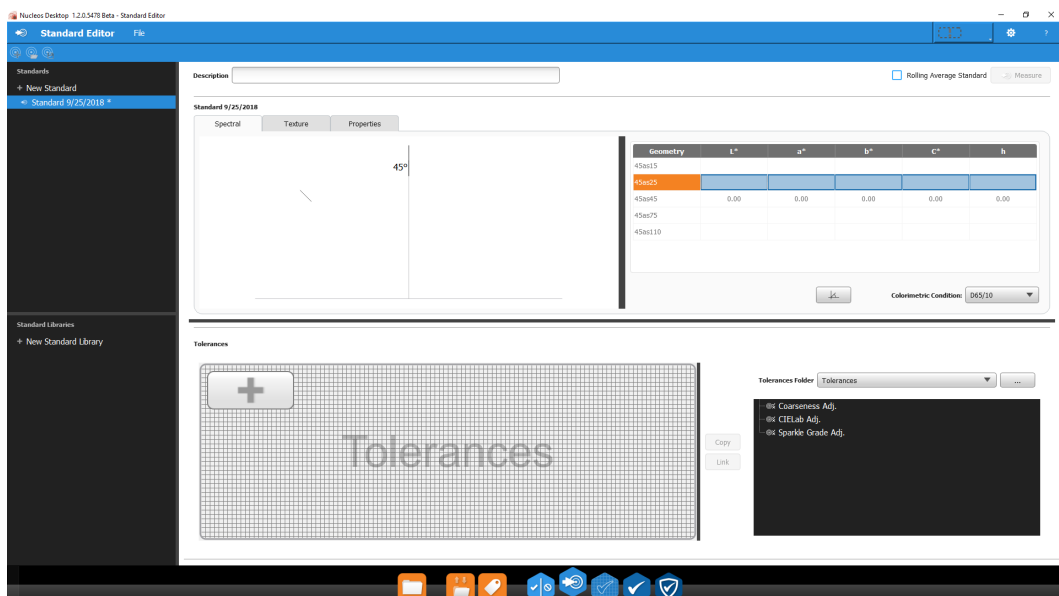 Nucleos Desktop 1.2.0.5478 Beta - Standard Editor
Standard Editor File ?
Standards
+ New Standard
Standard 9/25/2018 *
Description
Rolling Average Standard Measure
Standard 9/25/2018
Spectral Texture Properties
45°
Geometry L* a* b* C* h
45as15
45as25
45as45 0.00 0.00 0.00 0.00 0.00
45as75
45as110
Colorimetric Condition: D65/10
Standard Libraries
+ New Standard Library
Tolerances
Tolerances
Tolerances Folder Tolerances ...
Coarseness Adj.
CIELab Adj.
Sparkle Grade Adj.
Copy
Link